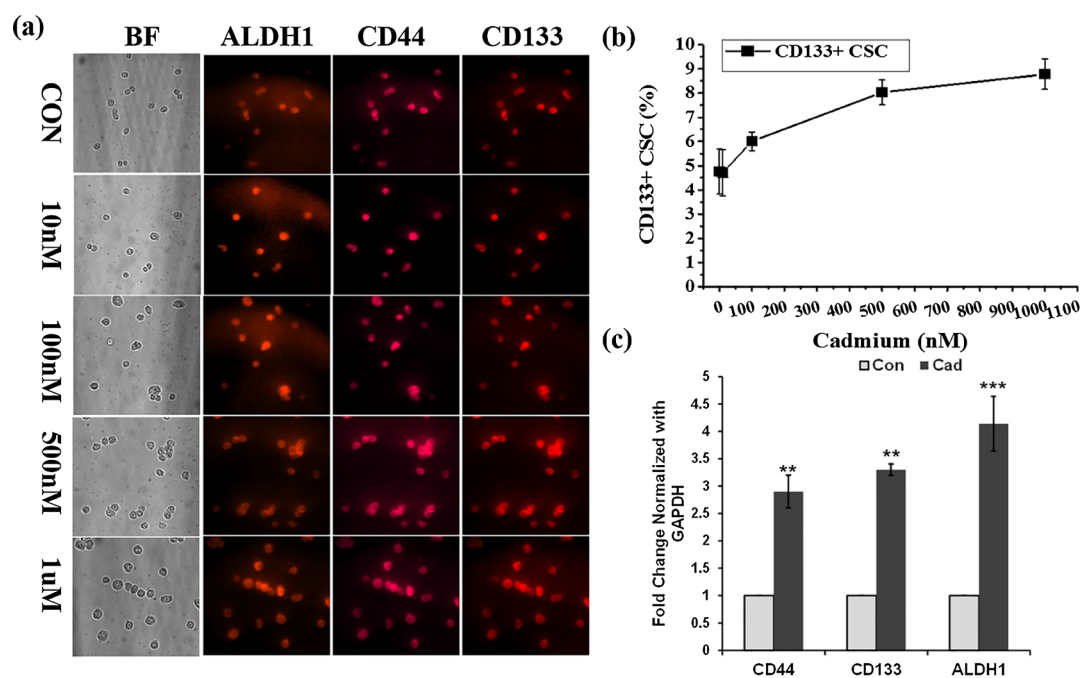 (a)
BF ALDH1 CD44 CD133
CON
10nM
100nM
500nM
1uM
(b)
CD133+ CSC
CD133+ CSC (%)
10
9
8
7
6
5
4
3
2
1
0
0 100 200 300 400 500 600 700 800 900 1000 1100
Cadmium (nM)
(c)
Con Cad
Fold Change Normalized with
GAPDH
5
4.5
4
3.5
3
2.5
2
1.5
1
0.5
0
** ** ***
CD44 CD133 ALDH1